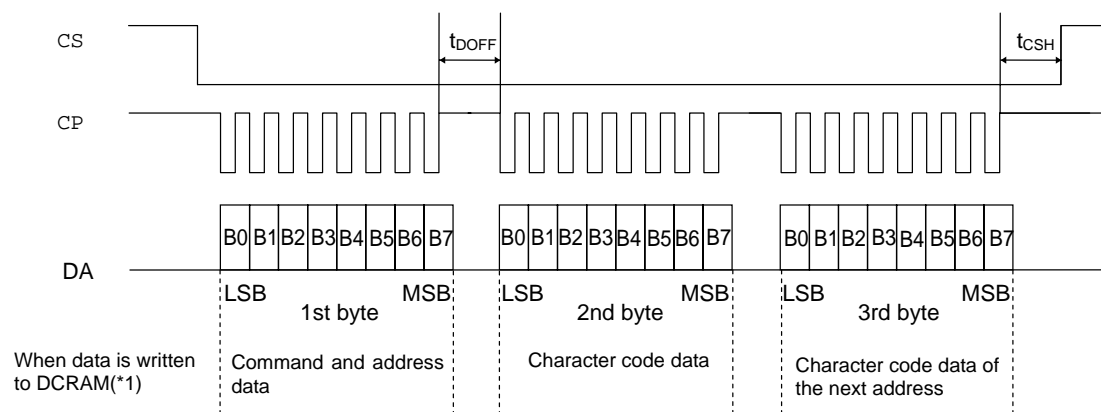 CS
tDOFF
tCSH
CP
B0 B1 B2 B3 B4 B5 B6 B7
B0 B1 B2 B3 B4 B5 B6 B7
B0 B1 B2 B3 B4 B5 B6 B7
DA
LSB MSB
LSB MSB
LSB MSB
1st byte
2nd byte
3rd byte
When data is written
to DCRAM(*1)
Command and address
data
Character code data
Character code data of
the next address